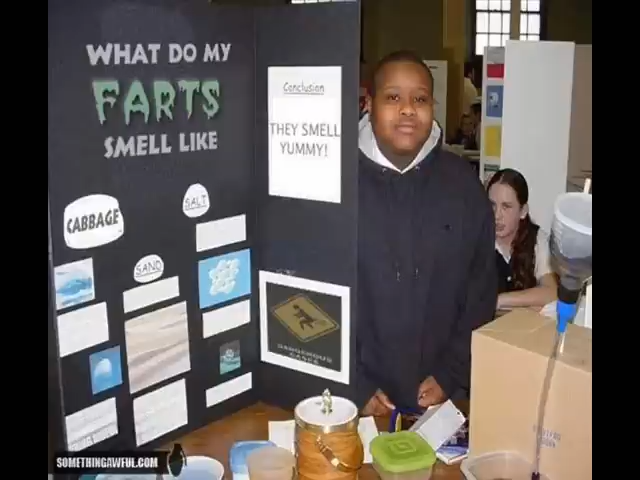 WHAT DO MY
FARTS
SMELL LIKE
Conclusion
THEY SMELL
YUMMY!
SALT
CABBAGE
SAND
SOMETHINGAWFUL.COM